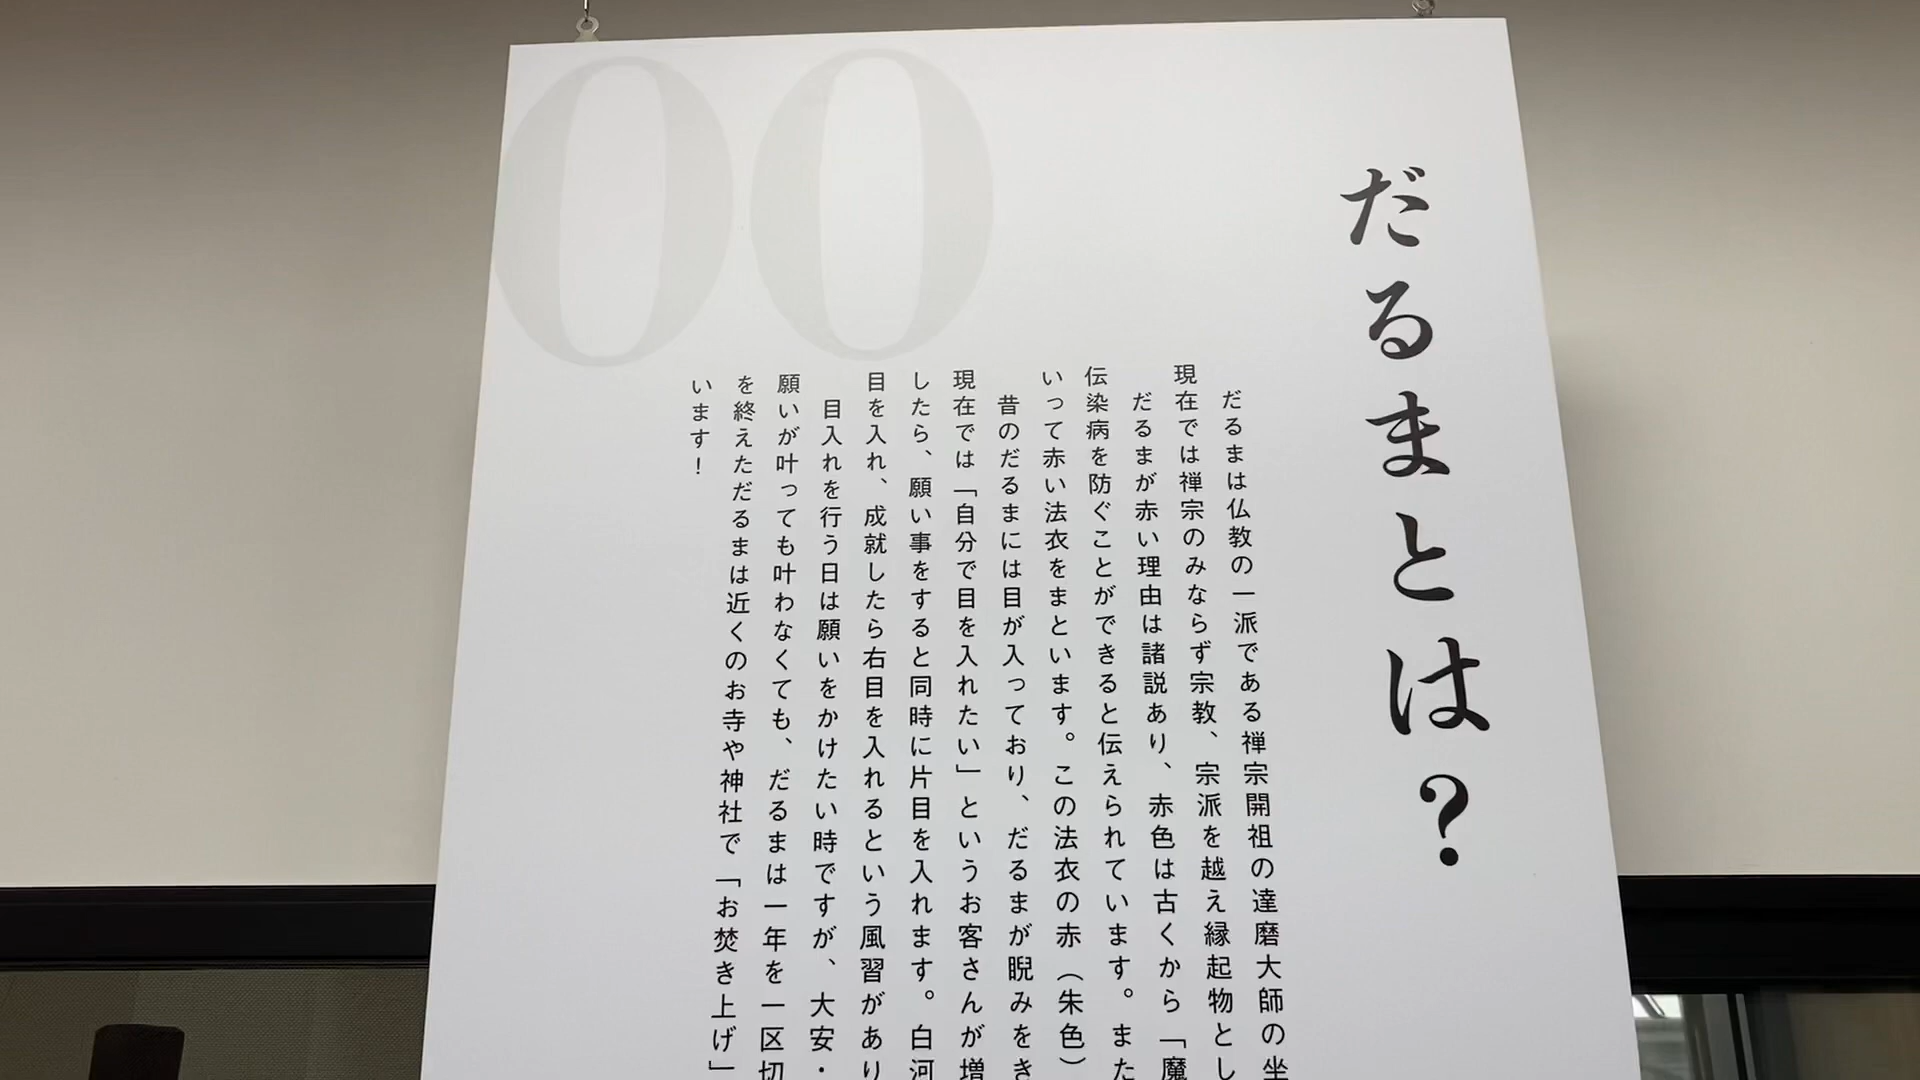 00
だるまとは?
だるまは仏教の一派である禅宗開祖の達磨大師の坐
現在では禅宗のみならず宗教、宗派を越え縁起物とし
だるまが赤い理由は諸説あり、赤色は古くから「魔
伝染病を防ぐことができると伝えられています。また
いって赤い法衣をまといます。この法衣の赤(朱色)
昔のだるまには目が入っており、だるまが睨みをき
現在では「自分で目を入れたい」というお客さんが増
したら、願い事をすると同時に片目を入れます。白河
目を入れ、成就したら右目を入れるという風習があり
目入れを行う日は願いをかけたい時ですが、大安・
願いが叶っても叶わなくても、だるまは一年を一区切
を終えただるまは近くのお寺や神社で「お焚き上げ」
います!